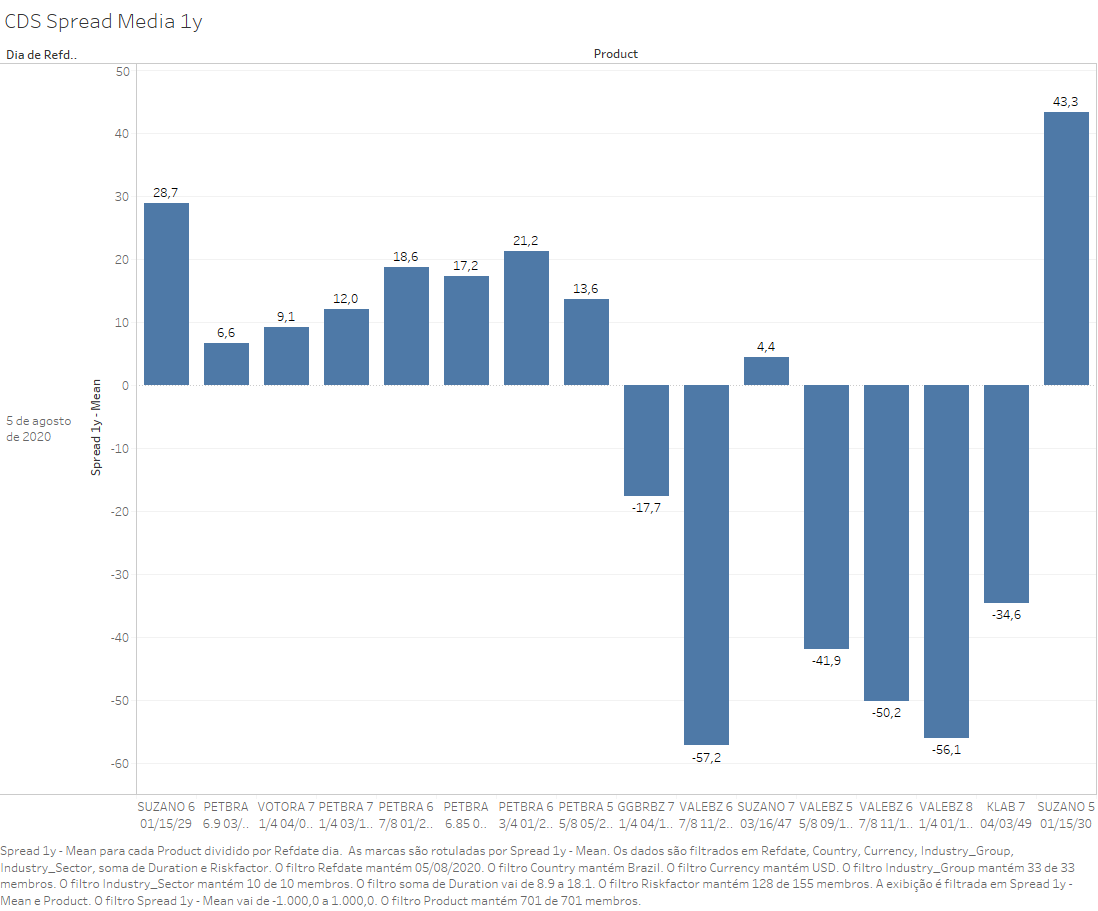 CDS Spread Media 1y
Dia de Refd..
Product
50
40
30
20
10
0
-10
-20
-30
-40
-50
-60
Spread 1y - Mean
5 de agosto
de 2020
28,7
6,6
9,1
12,0
18,6
17,2
21,2
13,6
-17,7
-57,2
4,4
-41,9
-50,2
-56,1
-34,6
43,3
SUZANO 6 PETBRA VOTORA 7 PETBRA 7 PETBRA 6 PETBRA PETBRA 6 PETBRA 5 GGBRBZ 7 VALEBZ 6 SUZANO 7 VALEBZ 5 VALEBZ 6 VALEBZ 8 KLAB 7 SUZANO 5
01/15/29 6.9 03/.. 1/4 04/0.. 1/4 03/1.. 7/8 01/2.. 6.85 0.. 3/4 01/2.. 5/8 05/2.. 1/4 04/1.. 7/8 11/2.. 03/16/47 5/8 09/1.. 7/8 11/1.. 1/4 01/1.. 04/03/49 01/15/30
Spread 1y - Mean para cada Product dividido por Refdate dia.  As marcas são rotuladas por Spread 1y - Mean. Os dados são filtrados em Refdate, Country, Currency, Industry_Group,
Industry_Sector, soma de Duration e Riskfactor. O filtro Refdate mantém 05/08/2020. O filtro Country mantém Brazil. O filtro Currency mantém USD. O filtro Industry_Group mantém 33 de 33
membros. O filtro Industry_Sector mantém 10 de 10 membros. O filtro soma de Duration vai de 8.9 a 18.1. O filtro Riskfactor mantém 128 de 155 membros. A exibição é filtrada em Spread 1y -
Mean e Product. O filtro Spread 1y - Mean vai de -1.000,0 a 1.000,0. O filtro Product mantém 701 de 701 membros.